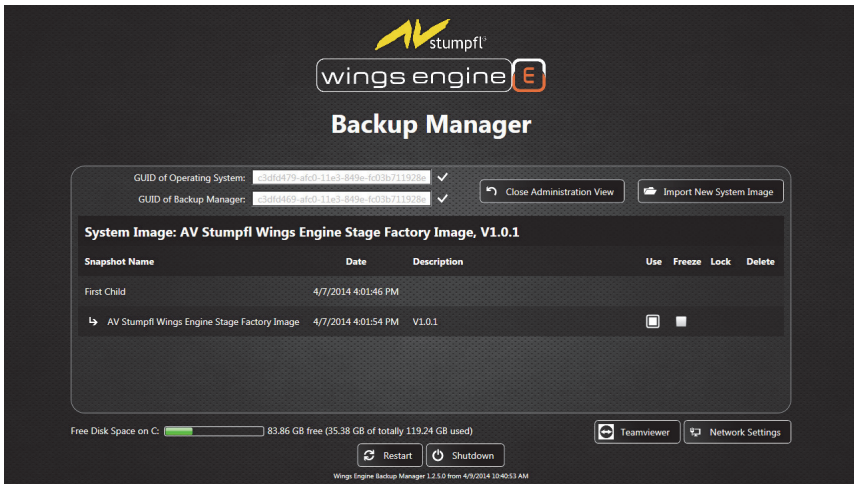 AV stumpfl®
wings engine E
Backup Manager
GUID of Operating System: c3dfd479-afc0-11e3-849e-fc03b711928e
GUID of Backup Manager: c3dfd469-afc0-11e3-849e-fc03b711928e
Close Administration View
Import New System Image
System Image: AV Stumpfl Wings Engine Stage Factory Image, V1.0.1
Snapshot Name Date Description Use Freeze Lock Delete
First Child 4/7/2014 4:01:46 PM
AV Stumpfl Wings Engine Stage Factory Image 4/7/2014 4:01:54 PM V1.0.1
Free Disk Space on C: 83.86 GB free (35.38 GB of totally 119.24 GB used)
Teamviewer
Network Settings
Restart
Shutdown
Wings Engine Backup Manager 1.2.5.0 from 4/9/2014 10:40:53 AM